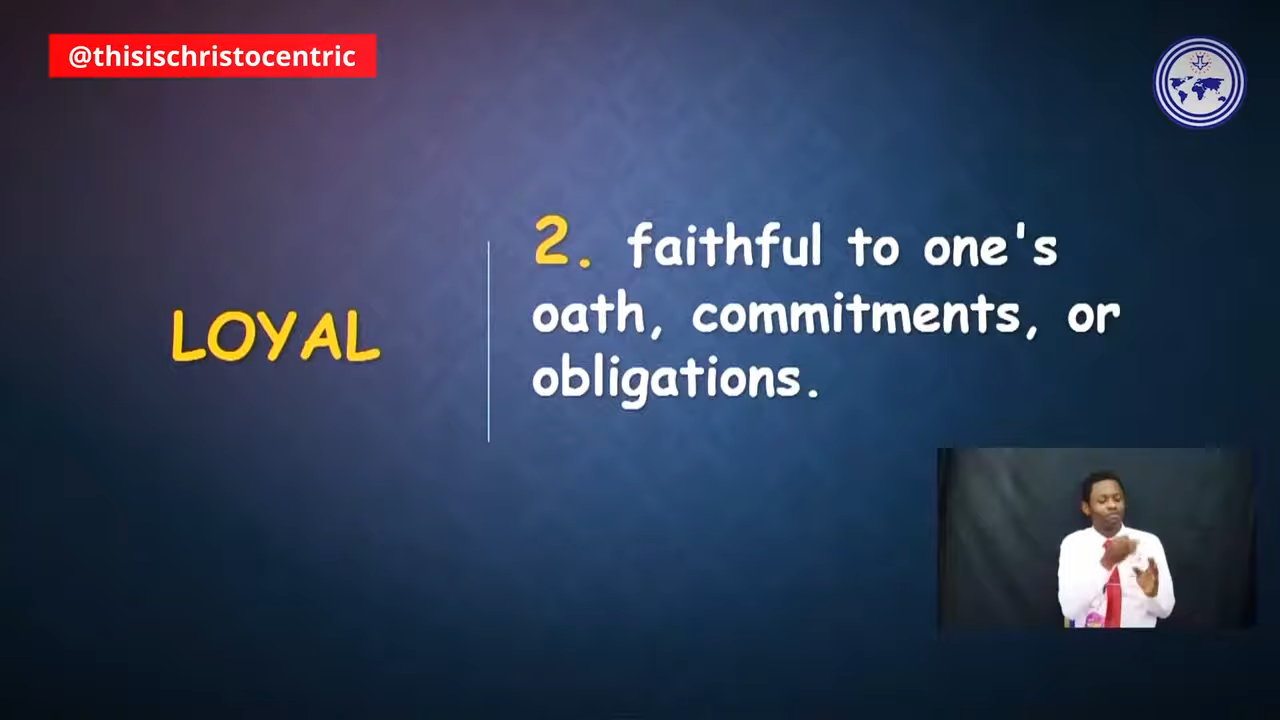 @thisischristocentric
LOYAL
2. faithful to one's
oath, commitments, or
obligations.